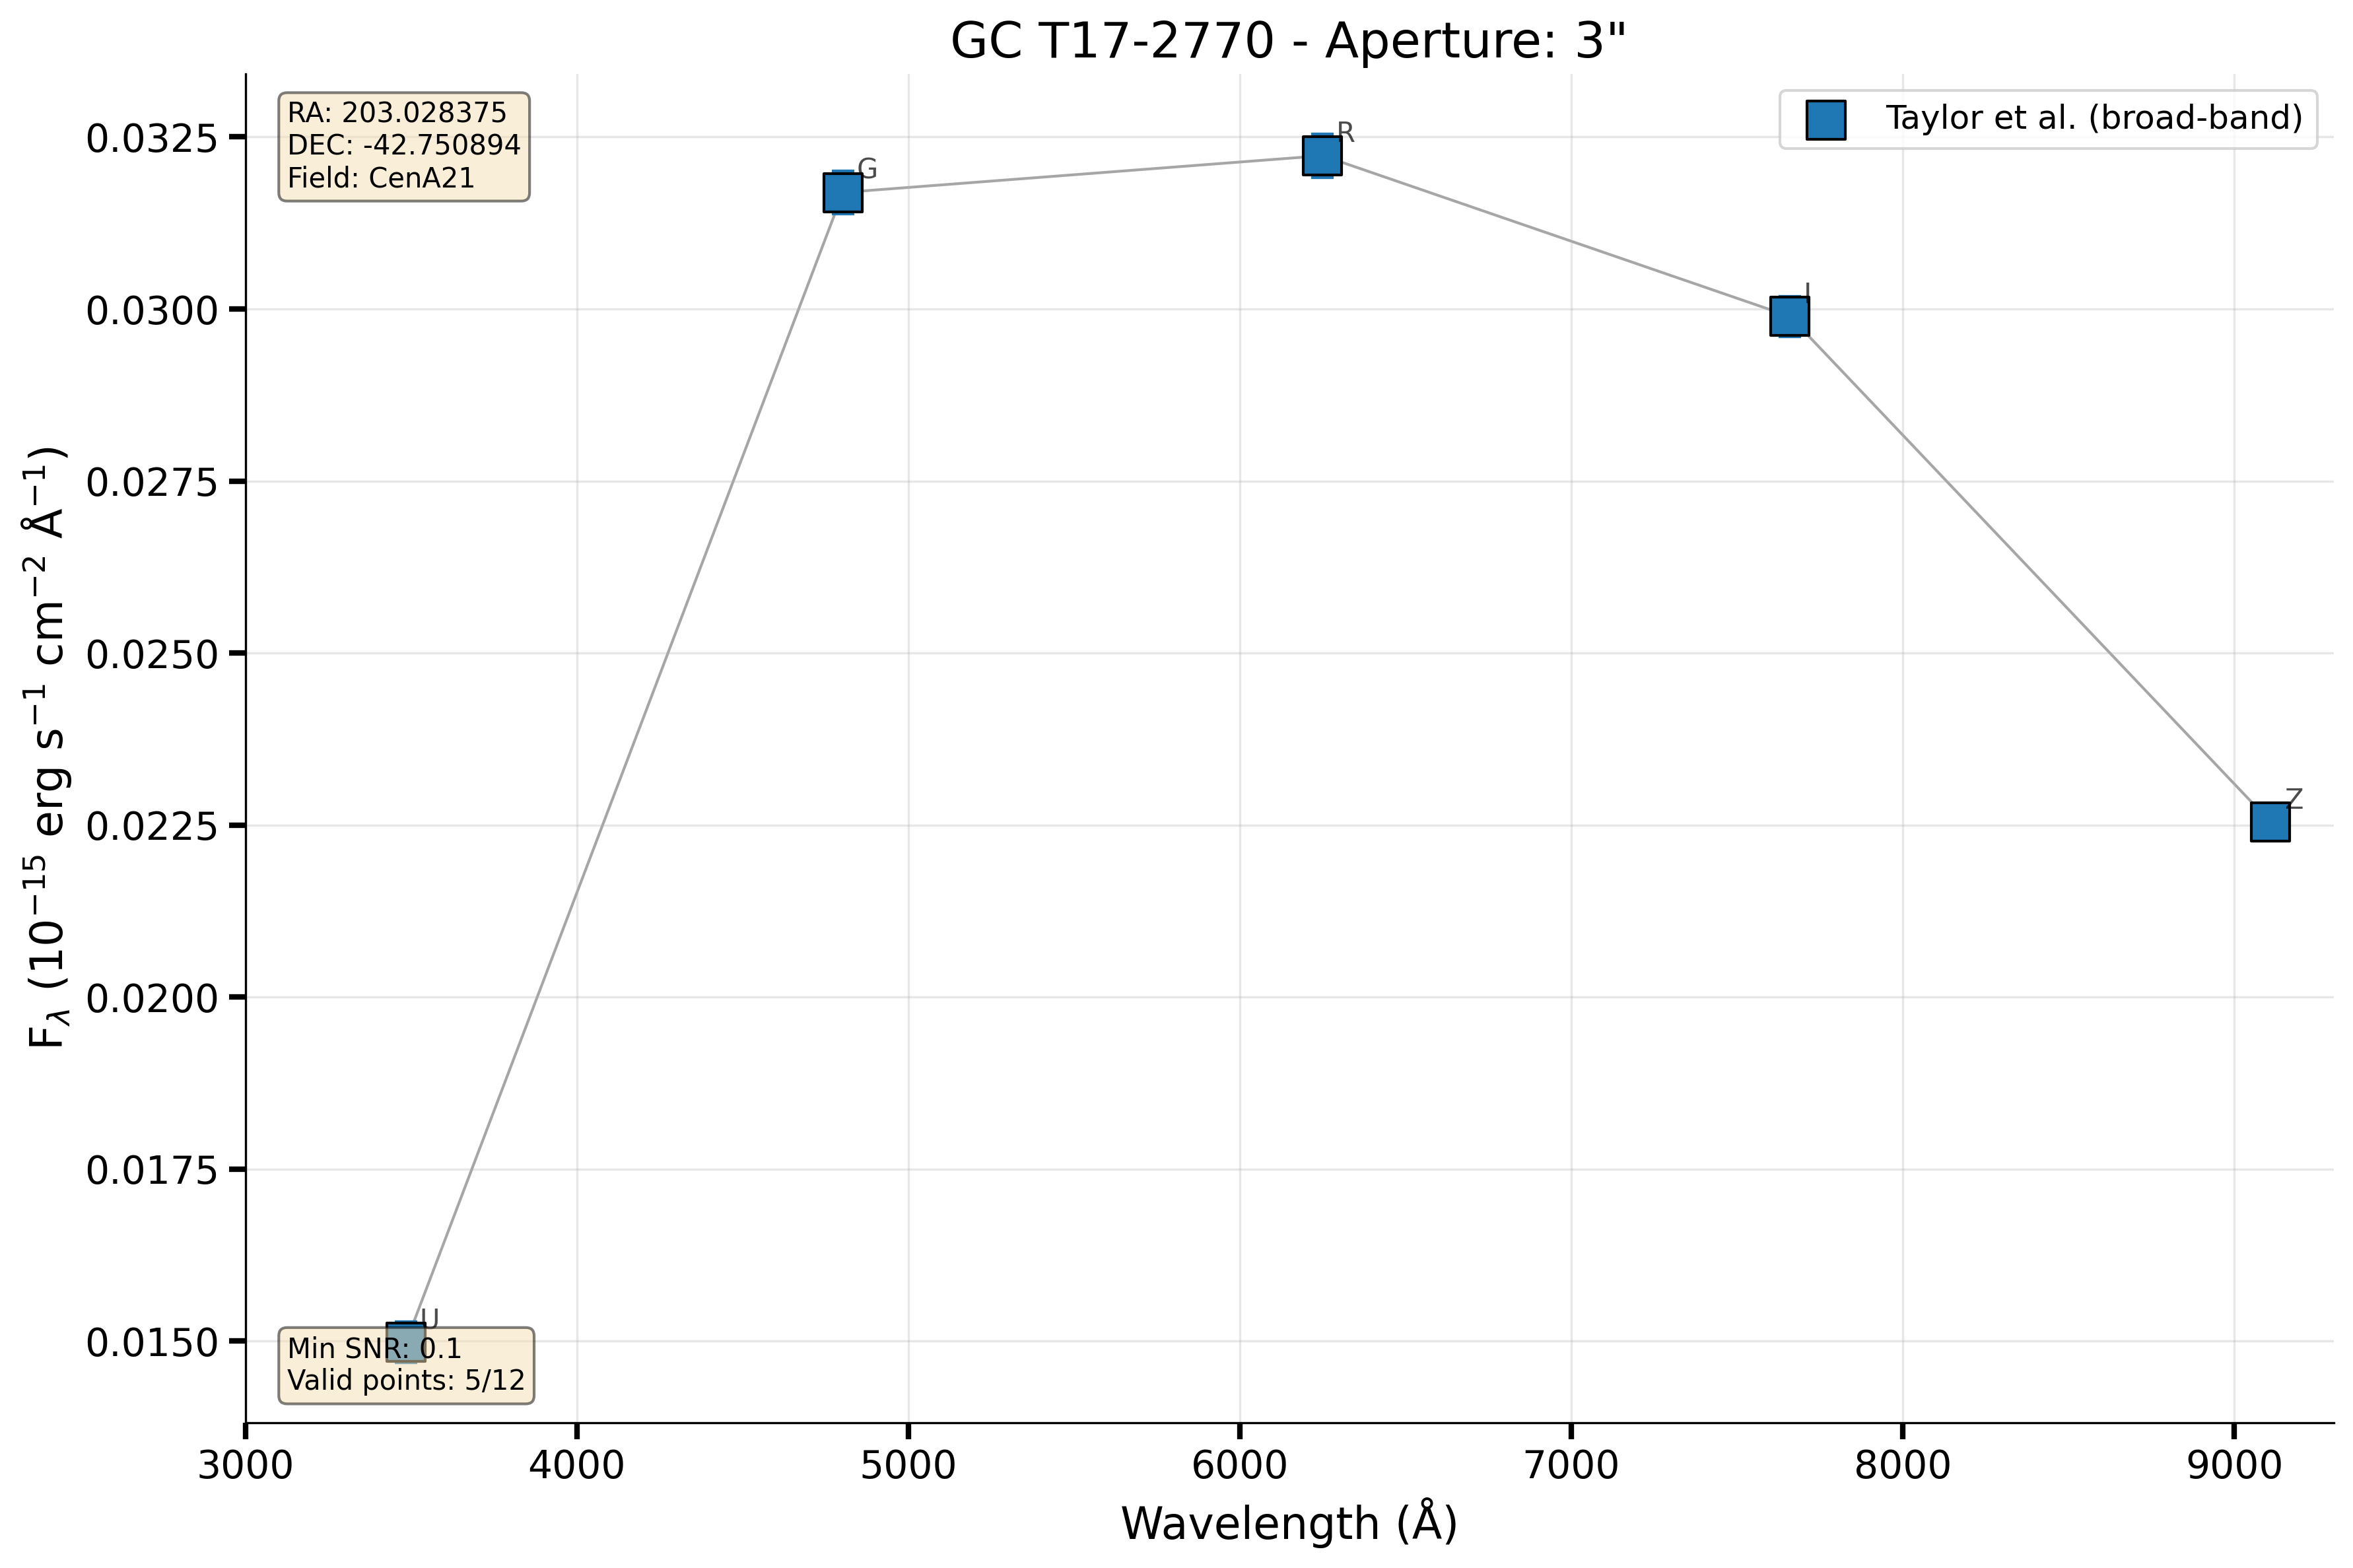 GC T17-2770 - Aperture: 3"
RA: 203.028375
DEC: -42.750894
Field: CenA21
Taylor et al. (broad-band)
G
R
I
Z
U
Min SNR: 0.1
Valid points: 5/12
0.0325
0.0300
0.0275
0.0250
0.0225
0.0200
0.0175
0.0150
F_λ (10⁻¹⁵ erg s⁻¹ cm⁻² Å⁻¹)
3000 4000 5000 6000 7000 8000 9000
Wavelength (Å)